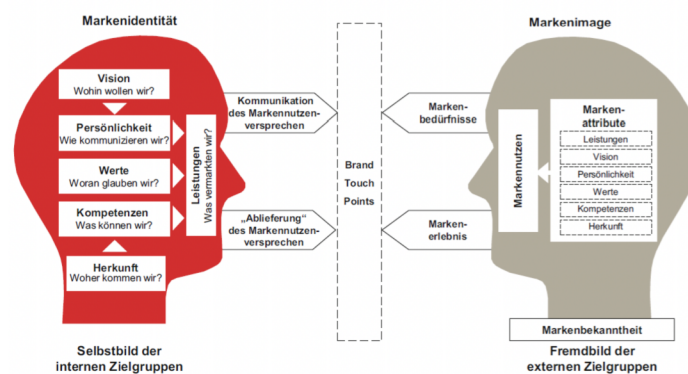 Markenidentität
Vision
Wohin wollen wir?
Persönlichkeit
Wie kommunizieren wir?
Werte
Woran glauben wir?
Kompetenzen
Was können wir?
Herkunft
Woher kommen wir?
Leistungen
Was vermarkten wir?
Kommunikation
des Markennutzen-
versprechen
„Ablieferung“
des Markennutzen-
versprechen
Selbstbild der
internen Zielgruppen
Brand
Touch
Points
Markenimage
Marken-
bedürfnisse
Marken-
erlebnis
Markennutzen
Marken-
attribute
Leistungen
Vision
Persönlichkeit
Werte
Kompetenzen
Herkunft
Markenbekanntheit
Fremdbild der
externen Zielgruppen